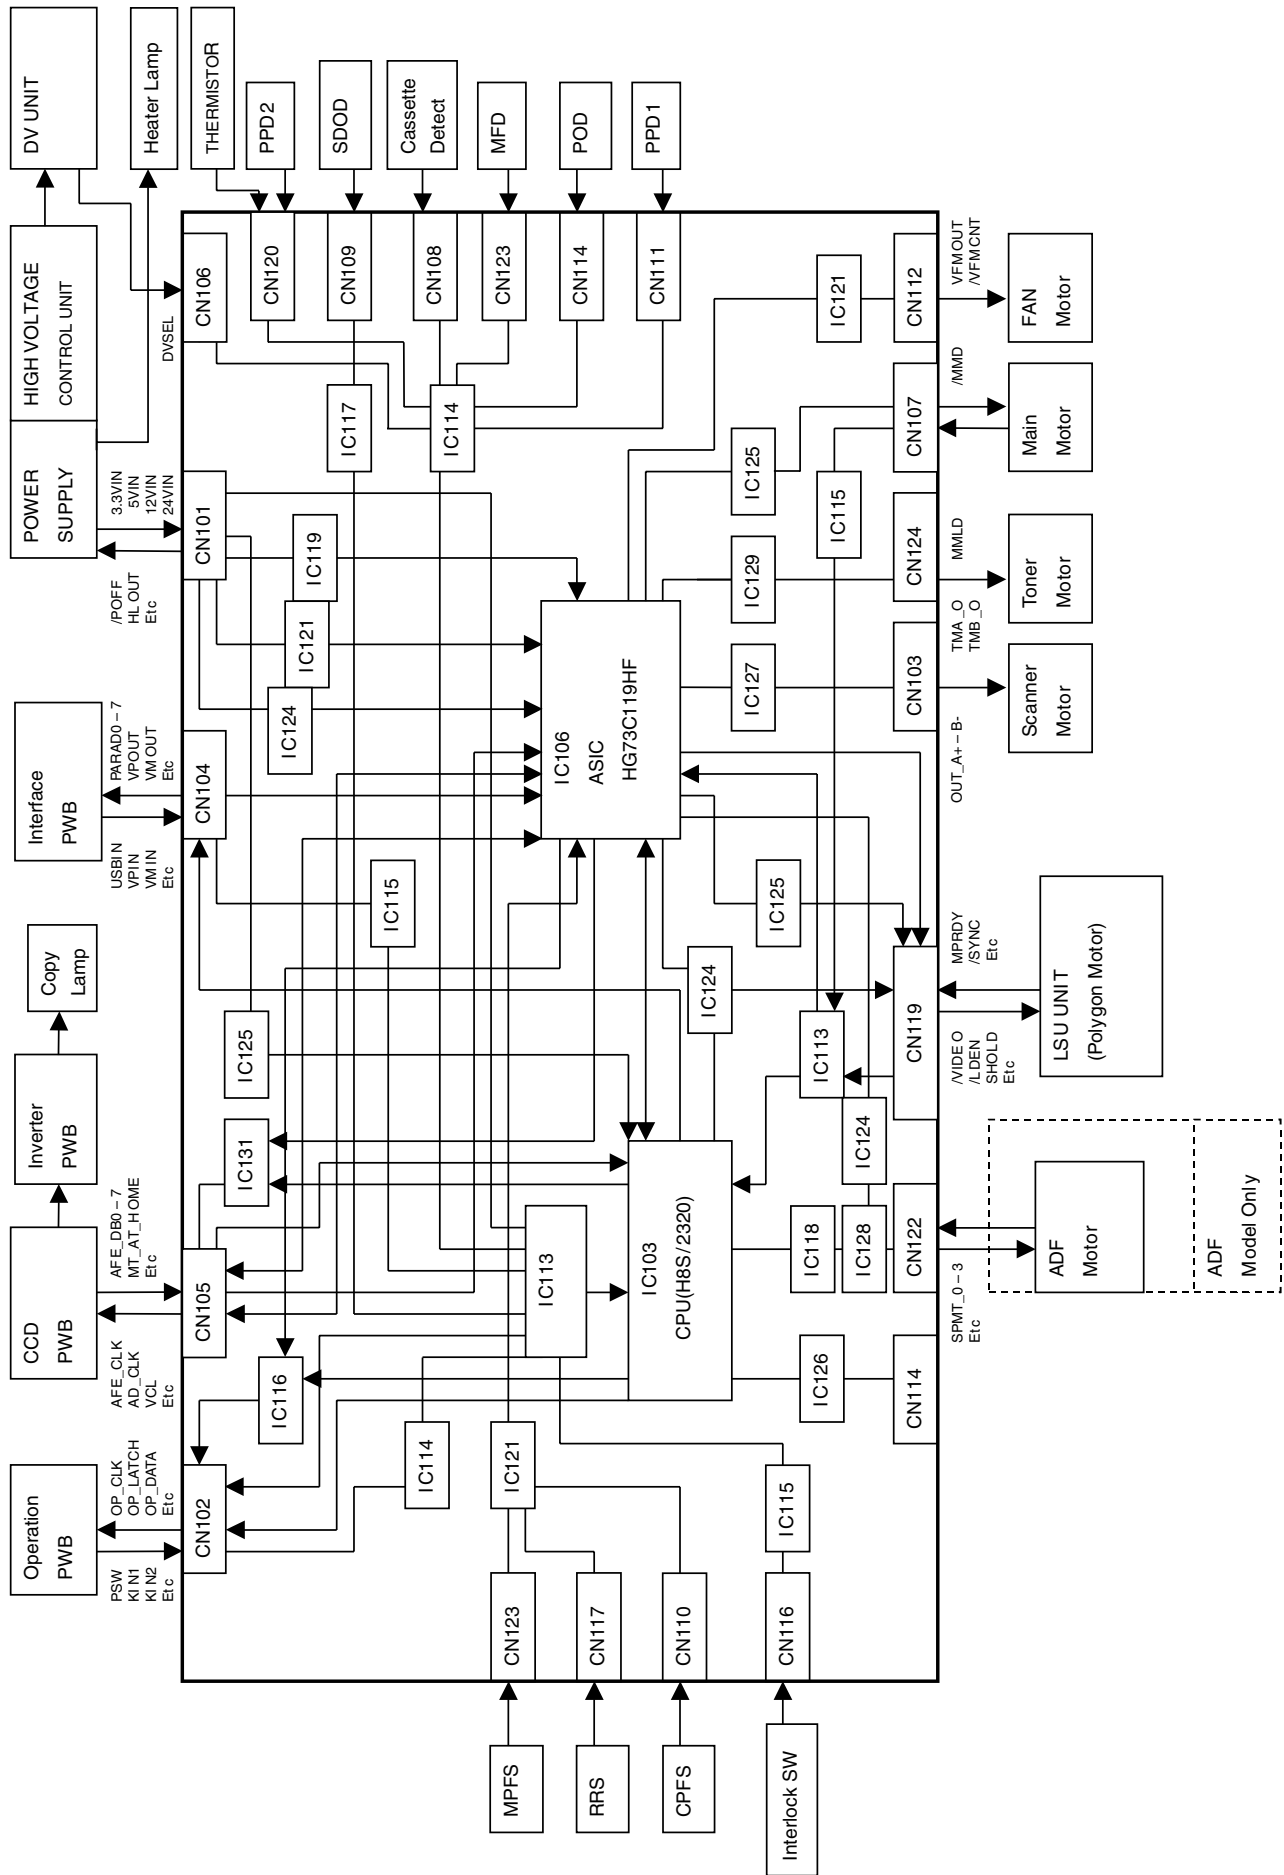 Operation
PWB
PSW
KIN1
KIN2
Etc
OP_CLK
OP_LATCH
OP_DATA
Etc
CCD
PWB
AFE_CLK
AD_CLK
VCL
Etc
AFE_DB0 – 7
MT_AT_HOME
Etc
Inverter
PWB
Copy
Lamp
Interface
PWB
USBIN
VPIN
VMIN
Etc
PARAD0 – 7
VPOUT
VMOUT
Etc
POWER
SUPPLY
/POFF
HLOUT
Etc
3.3VIN
5VIN
12VIN
24VIN
HIGH VOLTAGE
CONTROL UNIT
DV UNIT
DVSEL
Heater Lamp
THERMISTOR
PPD2
SDOD
Cassette
Detect
MFD
POD
PPD1
CN102
CN105
CN104
CN101
CN106
CN120
CN109
CN108
CN123
CN114
CN111
IC116
IC131
IC125
IC115
IC124
IC121
IC119
IC117
IC114
IC114
IC121
IC113
IC106
ASIC
HG73C119HF
IC103
CPU(H8S/2320)
IC124
IC125
IC113
IC124
IC118
IC128
IC126
IC115
IC127
IC129
IC125
IC115
IC121
CN123
CN117
CN110
CN116
MPFS
RRS
CPFS
Interlock SW
CN114
CN122
CN119
CN103
CN124
CN107
CN112
SPMT_0 – 3
Etc
/VIDEO
/LDEN
SHOLD
Etc
MPRDY
/SYNC
Etc
OUT_A+ – B-
TMA_O
TMB_O
MMLD
/MMD
VFMOUT
/VFMCNT
ADF
Motor
ADF
Model Only
LSU UNIT
(Polygon Motor)
Scanner
Motor
Toner
Motor
Main
Motor
FAN
Motor